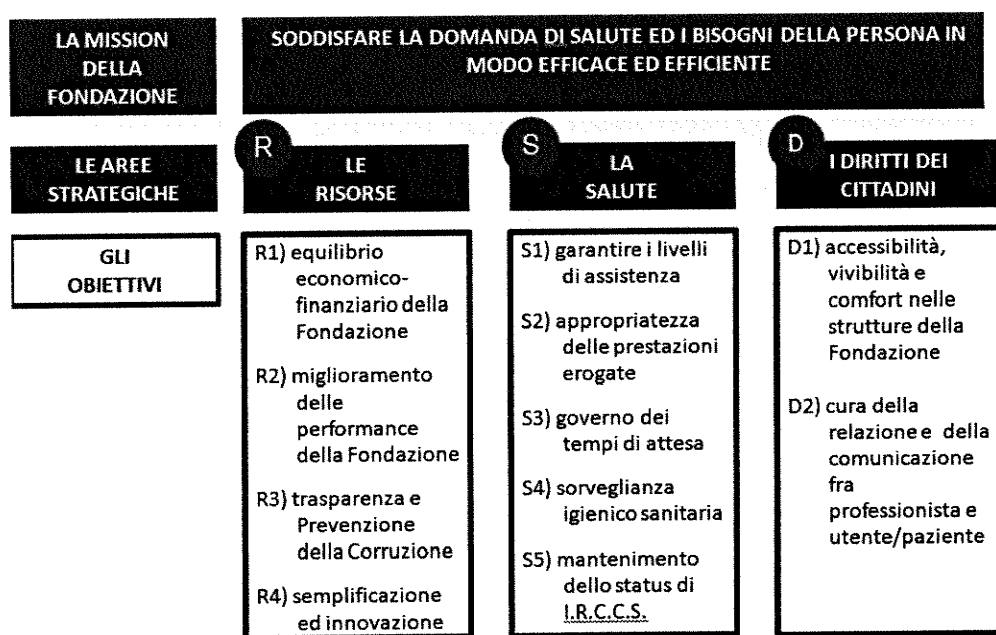 LA MISSION
DELLA
FONDAZIONE
SODDISFARE LA DOMANDA DI SALUTE ED I BISOGNI DELLA PERSONA IN
MODO EFFICACE ED EFFICIENTE
LE AREE
STRATEGICHE
R
LE
RISORSE
S
LA
SALUTE
D
I DIRITTI DEI
CITTADINI
GLI
OBIETTIVI
R1) equilibrio
economico-
finanziario della
Fondazione
R2) miglioramento
delle
performance
della Fondazione
R3) trasparenza e
Prevenzione
della Corruzione
R4) semplificazione
ed innovazione
S1) garantire i livelli
di assistenza
S2) appropriatezza
delle prestazioni
erogate
S3) governo dei
tempi di attesa
S4) sorveglianza
igienico sanitaria
S5) mantenimento
dello status di
I.R.C.C.S.
D1) accessibilità,
vivibilità e
comfort nelle
strutture della
Fondazione
D2) cura della
relazione e della
comunicazione
fra
professionista e
utente/paziente